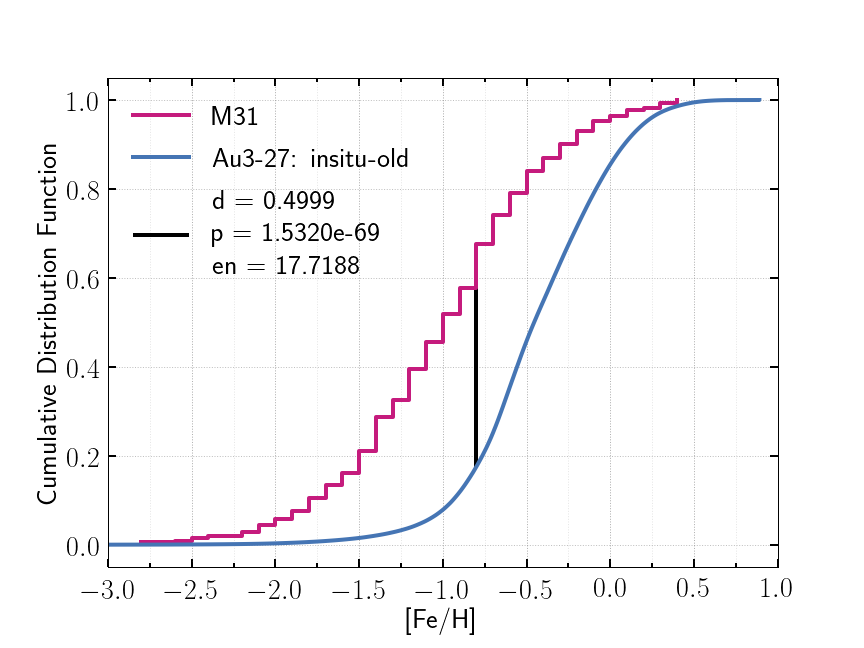 M31
Au3-27: insitu-old
d = 0.4999
p = 1.5320e-69
en = 17.7188
Cumulative Distribution Function
1.0
0.8
0.6
0.4
0.2
0.0
−3.0 −2.5 −2.0 −1.5 −1.0 −0.5 0.0 0.5 1.0
[Fe/H]